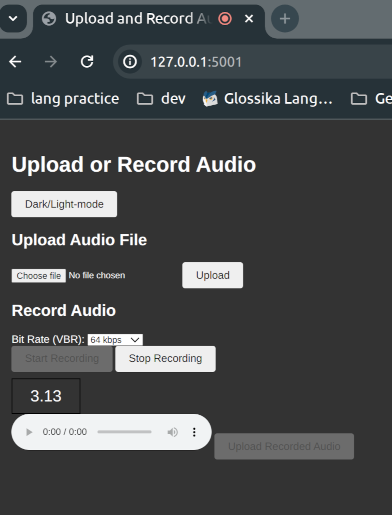 Upload and Record Au
127.0.0.1:5001
lang practice dev Glossika Lang… Ge
Upload or Record Audio
Dark/Light-mode
Upload Audio File
Choose file No file chosen Upload
Record Audio
Bit Rate (VBR): 64 kbps
Start Recording Stop Recording
3.13
0:00 / 0:00
Upload Recorded Audio